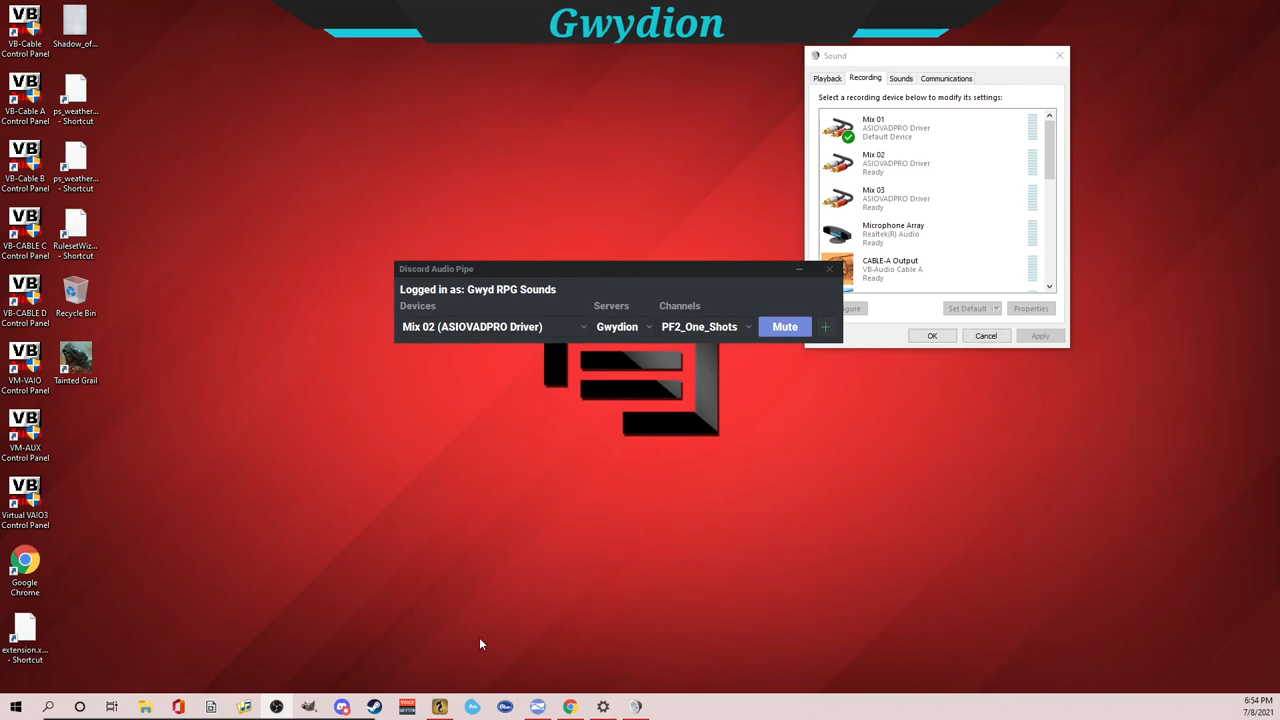 Gwydion
VB-Cable
Control Panel
Shadow_of...
VB-Cable A
Control Panel
ps_weather...
- Shortcut
VB-Cable B
Control Panel
ps_weather...
- Shortcut
VB-CABLE C
Control Panel
RulesetWiz...
- Shortcut
VB-CABLE D
Control Panel
Recycle Bin
VM-VAIO
Control Panel
Tainted Grail
VM-AUX
Control Panel
Virtual VAIO3
Control Panel
Google
Chrome
extension.x...
- Shortcut
Sound
Playback Recording Sounds Communications
Select a recording device below to modify its settings:
Mix 01
ASIOVADPRO Driver
Default Device
Mix 02
ASIOVADPRO Driver
Ready
Mix 03
ASIOVADPRO Driver
Ready
Microphone Array
Realtek(R) Audio
Ready
CABLE-A Output
VB-Audio Cable A
Ready
gure Set Default Properties
OK Cancel Apply
Discord Audio Pipe
Logged in as: Gwyd RPG Sounds
Devices Servers Channels
Mix 02 (ASIOVADPRO Driver) Gwydion PF2_One_Shots Mute +
6:54 PM
7/8/2021